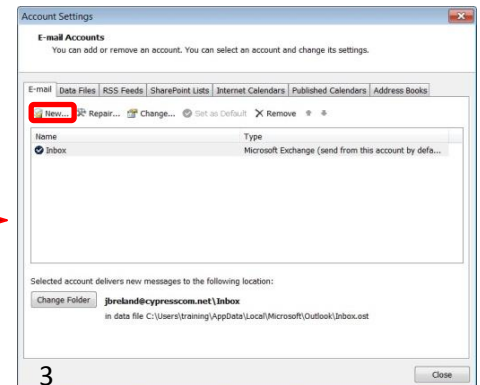 Account Settings
E-mail Accounts
You can add or remove an account. You can select an account and change its settings.
E-mail Data Files RSS Feeds SharePoint Lists Internet Calendars Published Calendars Address Books
New... Repair... Change... Set as Default Remove
Name Type
Inbox Microsoft Exchange (send from this account by defa...
Selected account delivers new messages to the following location:
Change Folder jbreland@cypresscom.net\Inbox
in data file C:\Users\training\AppData\Local\Microsoft\Outlook\Inbox.ost
3 Close